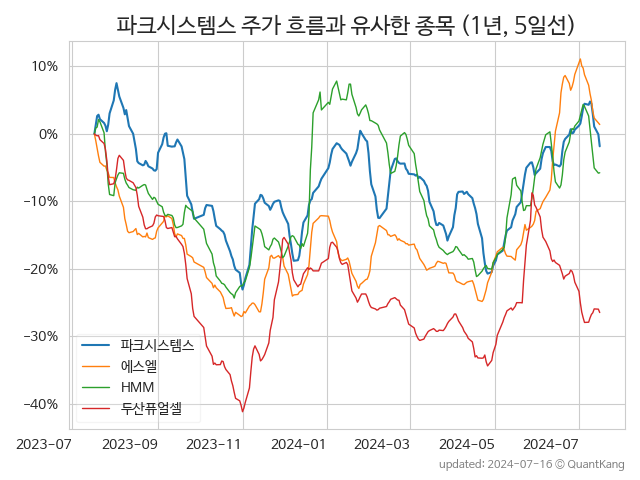 파크시스템스 주가 흐름과 유사한 종목 (1년, 5일선)
10%
0%
−10%
−20%
−30%
−40%
파크시스템스
에스엘
HMM
두산퓨얼셀
2023-07
2023-09
2023-11
2024-01
2024-03
2024-05
2024-07
updated: 2024-07-16 © QuantKang